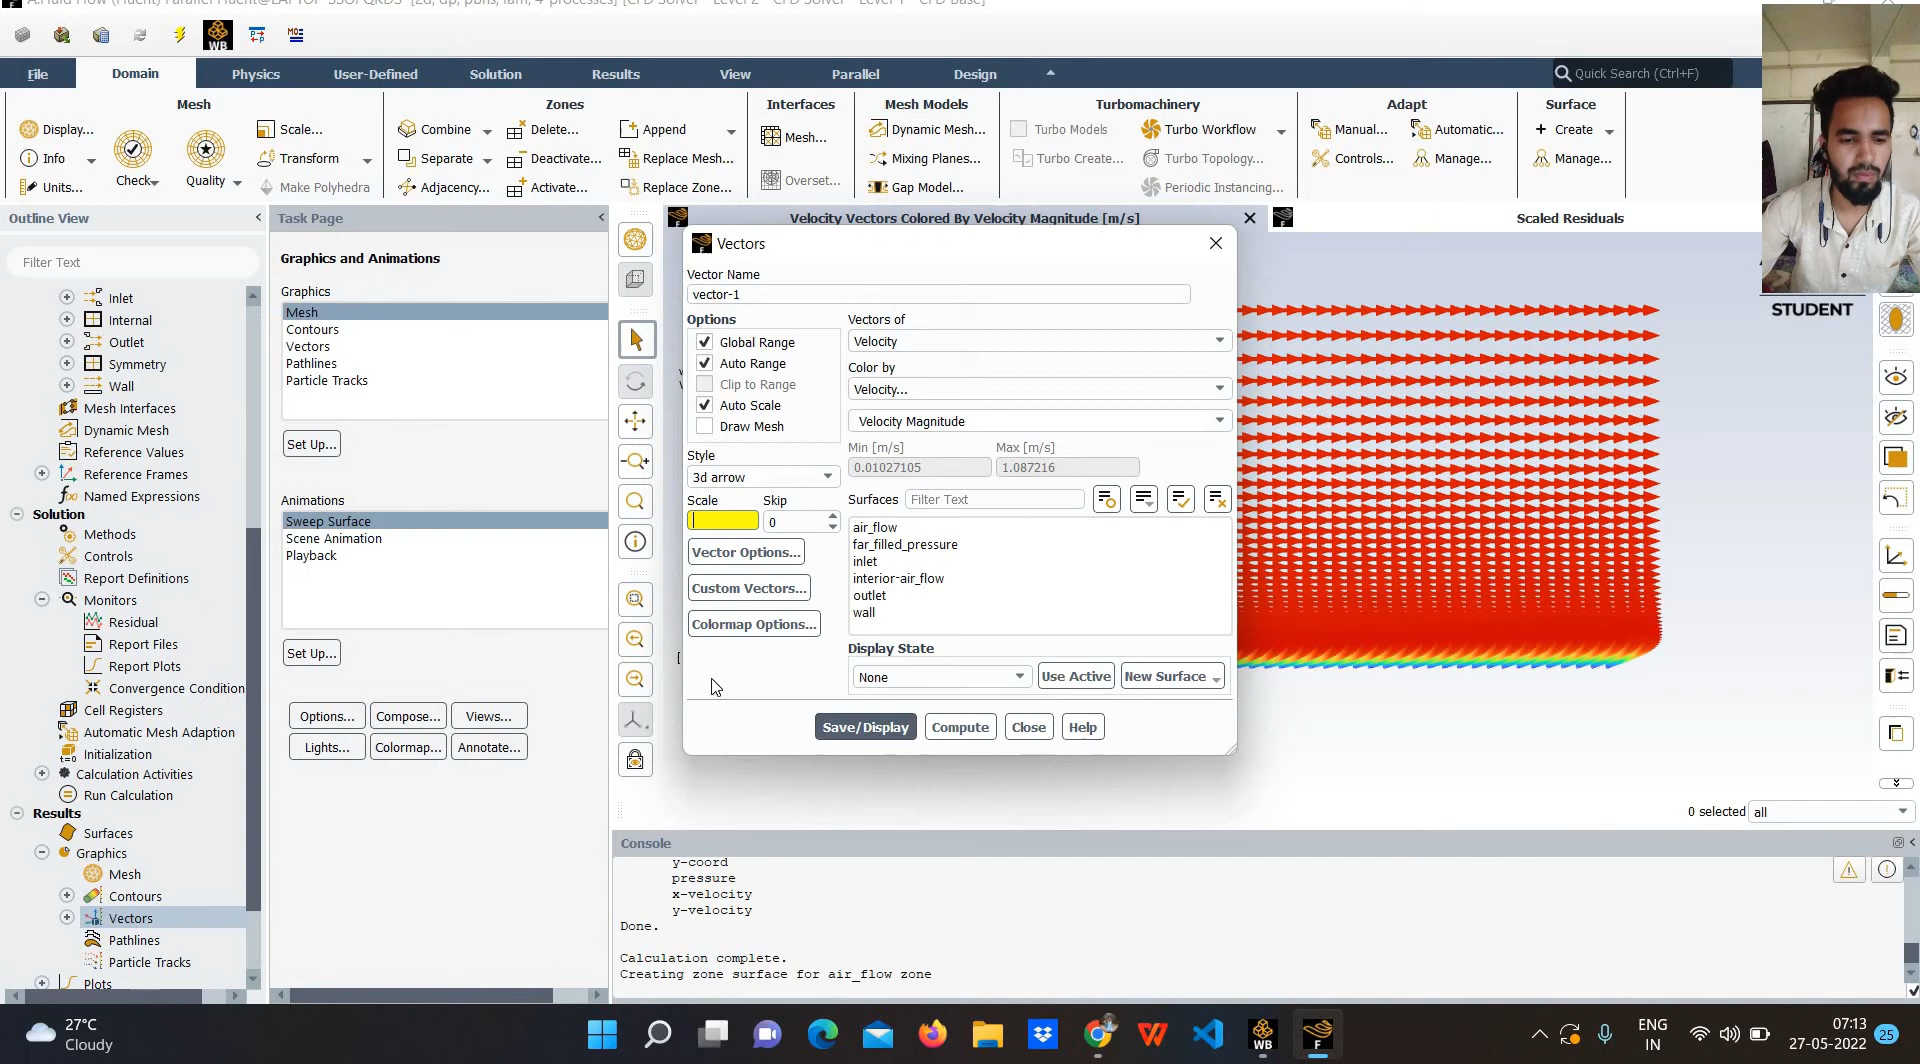 File
Domain
Physics
User-Defined
Solution
Results
View
Parallel
Design
Quick Search (Ctrl+F)
Mesh
Zones
Interfaces
Mesh Models
Turbomachinery
Adapt
Surface
Display...
Info
Units...
Check
Quality
Scale...
Transform
Make Polyhedra
Combine
Separate
Adjacency...
Delete...
Deactivate...
Activate...
Append
Replace Mesh...
Replace Zone...
Mesh...
Overset...
Dynamic Mesh...
Mixing Planes...
Gap Model...
Turbo Models
Turbo Create...
Turbo Workflow
Turbo Topology...
Periodic Instancing...
Manual...
Controls...
Automatic...
Manage...
+ Create
Manage...
Outline View
Filter Text
Inlet
Internal
Outlet
Symmetry
Wall
Mesh Interfaces
Dynamic Mesh
Reference Values
Reference Frames
Named Expressions
Solution
Methods
Controls
Report Definitions
Monitors
Residual
Report Files
Report Plots
Convergence Condition
Cell Registers
Automatic Mesh Adaption
Initialization
Calculation Activities
Run Calculation
Results
Surfaces
Graphics
Mesh
Contours
Vectors
Pathlines
Particle Tracks
Plots
Task Page
Graphics and Animations
Graphics
Mesh
Contours
Vectors
Pathlines
Particle Tracks
Set Up...
Animations
Sweep Surface
Scene Animation
Playback
Set Up...
Options... Compose... Views...
Lights... Colormap... Annotate...
Velocity Vectors Colored By Velocity Magnitude [m/s]
Scaled Residuals
STUDENT
Vectors
Vector Name
vector-1
Options
Global Range
Auto Range
Clip to Range
Auto Scale
Draw Mesh
Style
3d arrow
Scale Skip
0
Vector Options...
Custom Vectors...
Colormap Options...
Vectors of
Velocity
Color by
Velocity...
Velocity Magnitude
Min [m/s] Max [m/s]
0.01027105 1.087216
Surfaces Filter Text
air_flow
far_filled_pressure
inlet
interior-air_flow
outlet
wall
Display State
None Use Active New Surface
Save/Display Compute Close Help
0 selected all
Console
y-coord
pressure
x-velocity
y-velocity
Done.
Calculation complete.
Creating zone surface for air_flow zone
27°C
Cloudy
WB
F
ENG
IN
07:13
27-05-2022
25